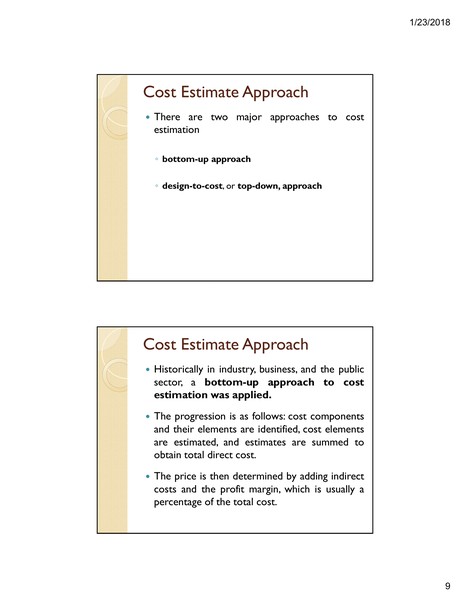 1/23/2018
Cost Estimate Approach
• There are two major approaches to cost
estimation
◦ bottom-up approach
◦ design-to-cost, or top-down, approach
Cost Estimate Approach
• Historically in industry, business, and the public
sector, a bottom-up approach to cost
estimation was applied.
• The progression is as follows: cost components
and their elements are identified, cost elements
are estimated, and estimates are summed to
obtain total direct cost.
• The price is then determined by adding indirect
costs and the profit margin, which is usually a
percentage of the total cost.
9